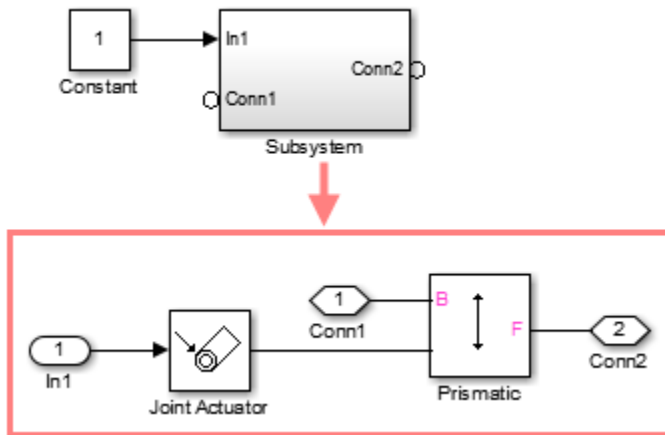 1
Constant
In1
Conn1
Conn2
Subsystem
1
In1
Joint Actuator
1
Conn1
B
F
Prismatic
2
Conn2